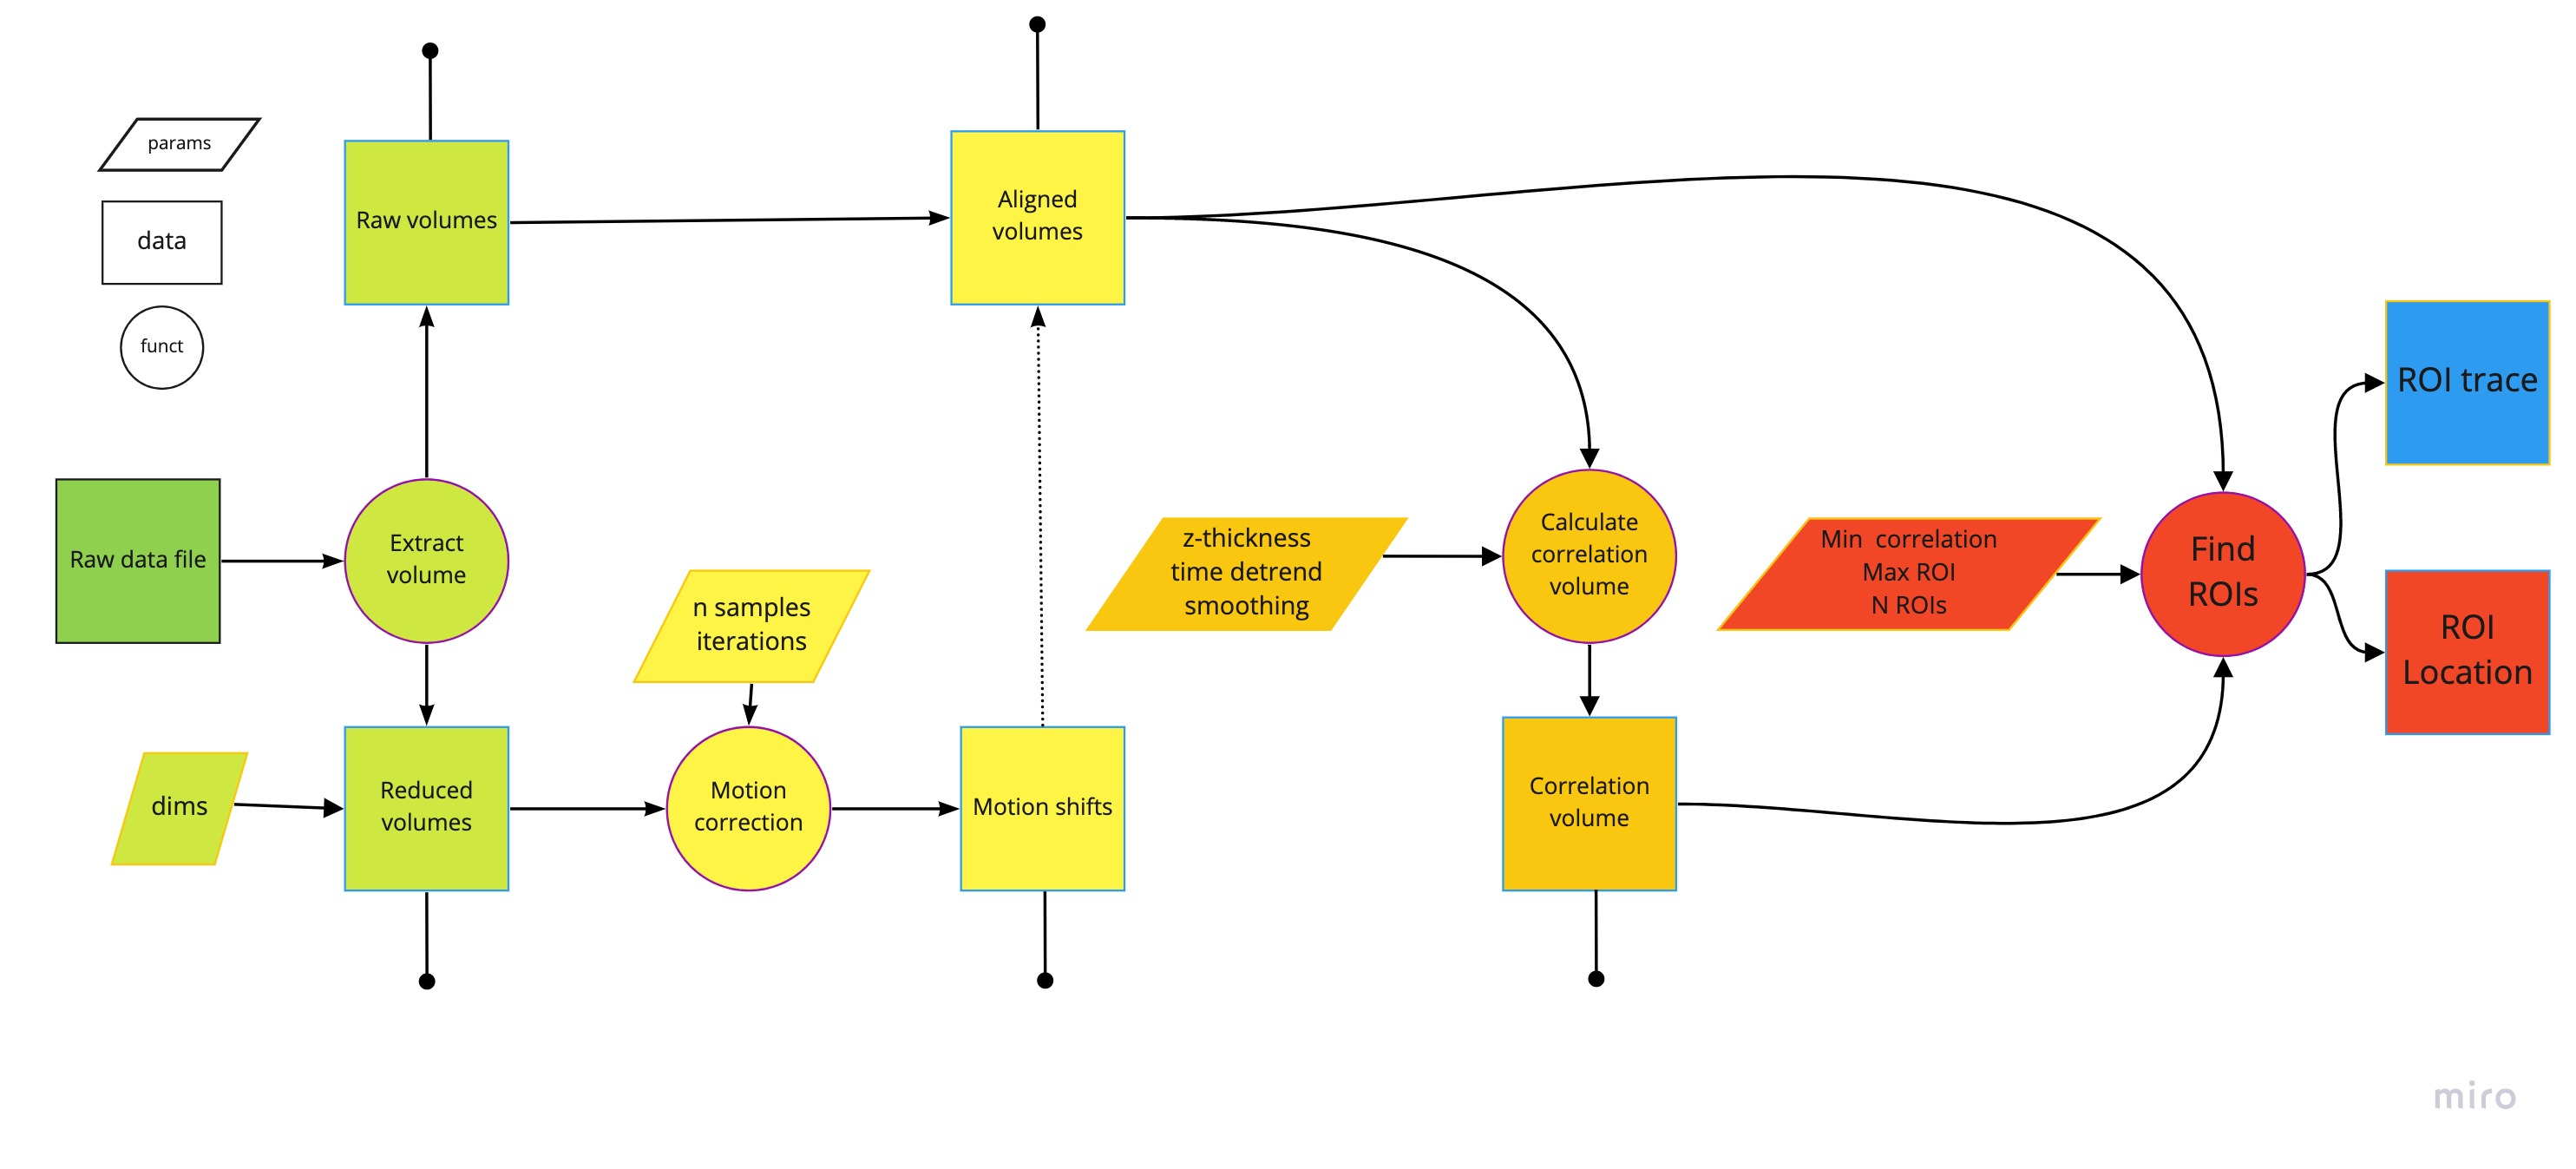 params
data
funct
Raw data file
dims
Raw volumes
Extract
volume
Reduced
volumes
n samples
iterations
Motion
correction
Aligned
volumes
Motion shifts
z-thickness
time detrend
smoothing
Calculate
correlation
volume
Correlation
volume
Min correlation
Max ROI
N ROIs
Find
ROIs
ROI trace
ROI
Location
miro